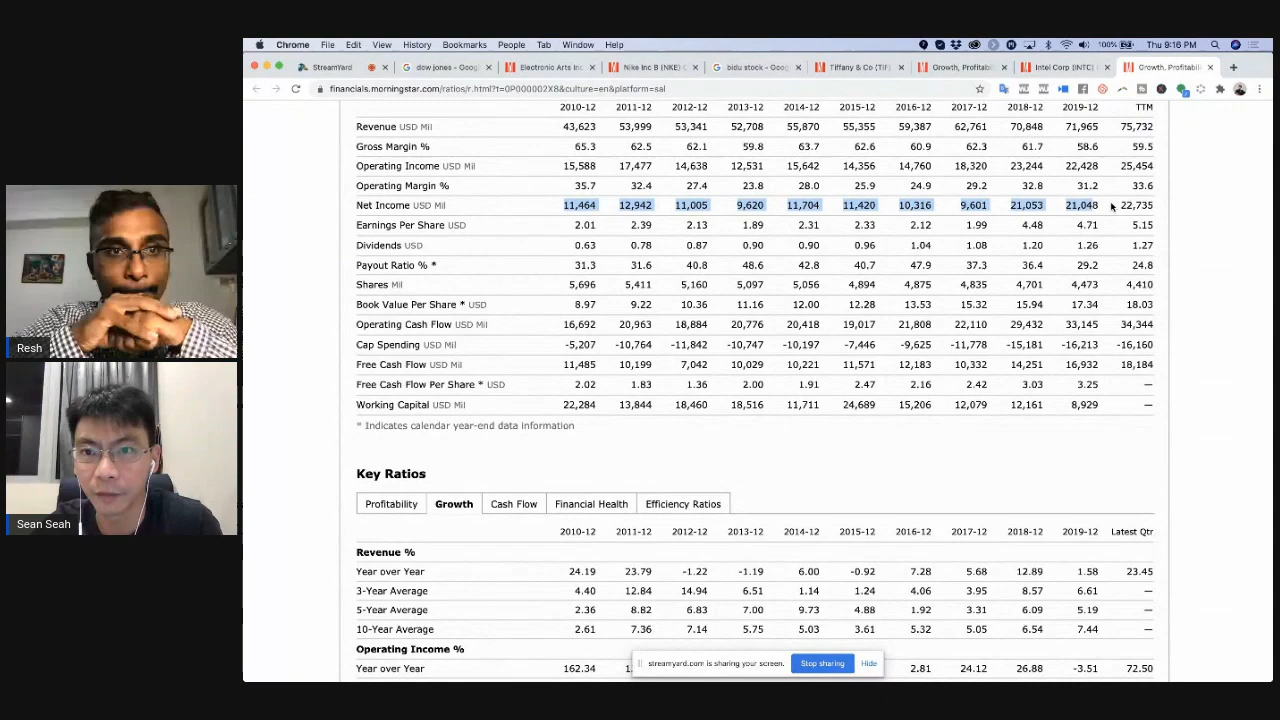 Chrome File Edit View History Bookmarks People Tab Window Help 100% Thu 9:16 PM
StreamYard dow jones - Goog Electronic Arts Inc Nike Inc B (NKE) bidu stock - Goog Tiffany & Co (TIF) Growth, Profitabi Intel Corp (INTC) Growth, Profitabi
financials.morningstar.com/ratios/r.html?t=0P000002X8&culture=en&platform=sal
2010-12 2011-12 2012-12 2013-12 2014-12 2015-12 2016-12 2017-12 2018-12 2019-12 TTM
Revenue USD Mil 43,623 53,999 53,341 52,708 55,870 55,355 59,387 62,761 70,848 71,965 75,732
Gross Margin % 65.3 62.5 62.1 59.8 63.7 62.6 60.9 62.3 61.7 58.6 59.5
Operating Income USD Mil 15,588 17,477 14,638 12,531 15,642 14,356 14,760 18,320 23,244 22,428 25,454
Operating Margin % 35.7 32.4 27.4 23.8 28.0 25.9 24.9 29.2 32.8 31.2 33.6
Net Income USD Mil 11,464 12,942 11,005 9,620 11,704 11,420 10,316 9,601 21,053 21,048 22,735
Earnings Per Share USD 2.01 2.39 2.13 1.89 2.31 2.33 2.12 1.99 4.48 4.71 5.15
Dividends USD 0.63 0.78 0.87 0.90 0.90 0.96 1.04 1.08 1.20 1.26 1.27
Payout Ratio % * 31.3 31.6 40.8 48.6 42.8 40.7 47.9 37.3 36.4 29.2 24.8
Shares Mil 5,696 5,411 5,160 5,097 5,056 4,894 4,875 4,835 4,701 4,473 4,410
Book Value Per Share * USD 8.97 9.22 10.36 11.16 12.00 12.28 13.53 15.32 15.94 17.34 18.03
Operating Cash Flow USD Mil 16,692 20,963 18,884 20,776 20,418 19,017 21,808 22,110 29,432 33,145 34,344
Cap Spending USD Mil -5,207 -10,764 -11,842 -10,747 -10,197 -7,446 -9,625 -11,778 -15,181 -16,213 -16,160
Free Cash Flow USD Mil 11,485 10,199 7,042 10,029 10,221 11,571 12,183 10,332 14,251 16,932 18,184
Free Cash Flow Per Share * USD 2.02 1.83 1.36 2.00 1.91 2.47 2.16 2.42 3.03 3.25 —
Working Capital USD Mil 22,284 13,844 18,460 18,516 11,711 24,689 15,206 12,079 12,161 8,929 —
* Indicates calendar year-end data information
Key Ratios
Profitability Growth Cash Flow Financial Health Efficiency Ratios
2010-12 2011-12 2012-12 2013-12 2014-12 2015-12 2016-12 2017-12 2018-12 2019-12 Latest Qtr
Revenue %
Year over Year 24.19 23.79 -1.22 -1.19 6.00 -0.92 7.28 5.68 12.89 1.58 23.45
3-Year Average 4.40 12.84 14.94 6.51 1.14 1.24 4.06 3.95 8.57 6.61 —
5-Year Average 2.36 8.82 6.83 7.00 9.73 4.88 1.92 3.31 6.09 5.19 —
10-Year Average 2.61 7.36 7.14 5.75 5.03 3.61 5.32 5.05 6.54 7.44 —
Operating Income %
Year over Year 162.34 2.81 24.12 26.88 -3.51 72.50
streamyard.com is sharing your screen. Stop sharing Hide
Resh
Sean Seah